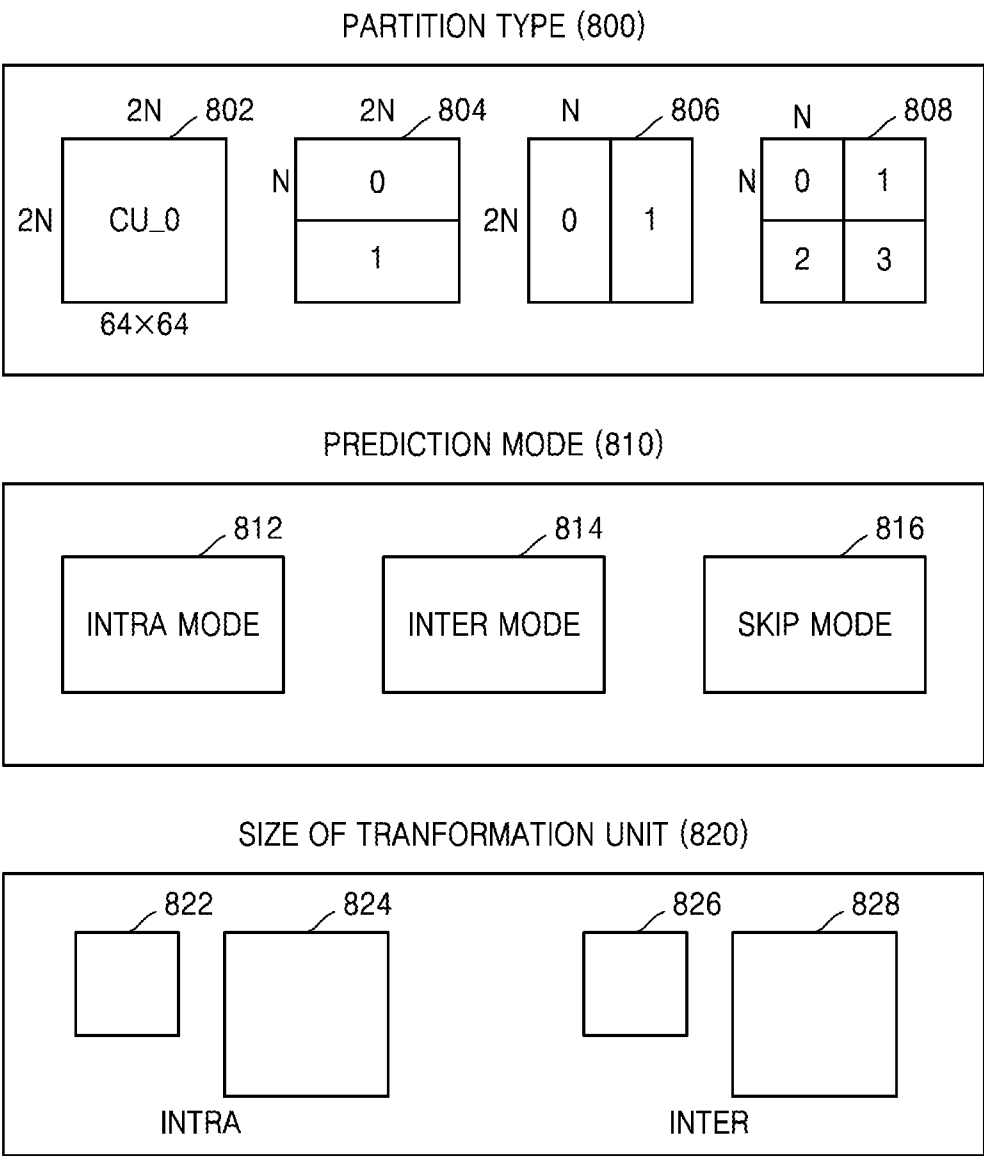 PARTITION TYPE (800)
2N 802 2N 804 N 806 N 808
2N CU_0 N 0 2N 0 1 N 0 1
1 2 3
64×64
PREDICTION MODE (810)
812 814 816
INTRA MODE INTER MODE SKIP MODE
SIZE OF TRANFORMATION UNIT (820)
822 824 826 828
INTRA INTER